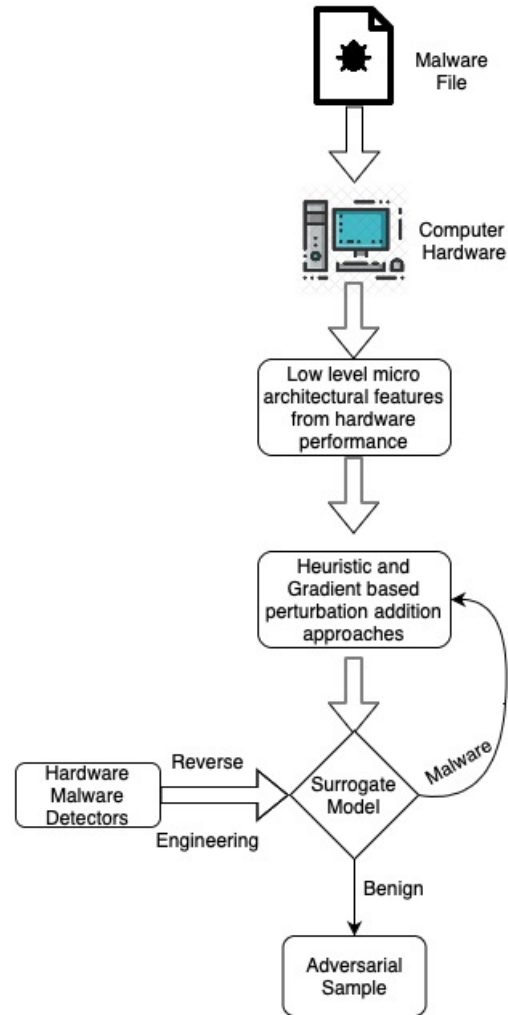 Malware
File
Computer
Hardware
Low level micro
architectural features
from hardware
performance
Heuristic and
Gradient based
perturbation addition
approaches
Malware
Reverse
Hardware
Malware
Detectors
Surrogate
Model
Engineering
Benign
Adversarial
Sample